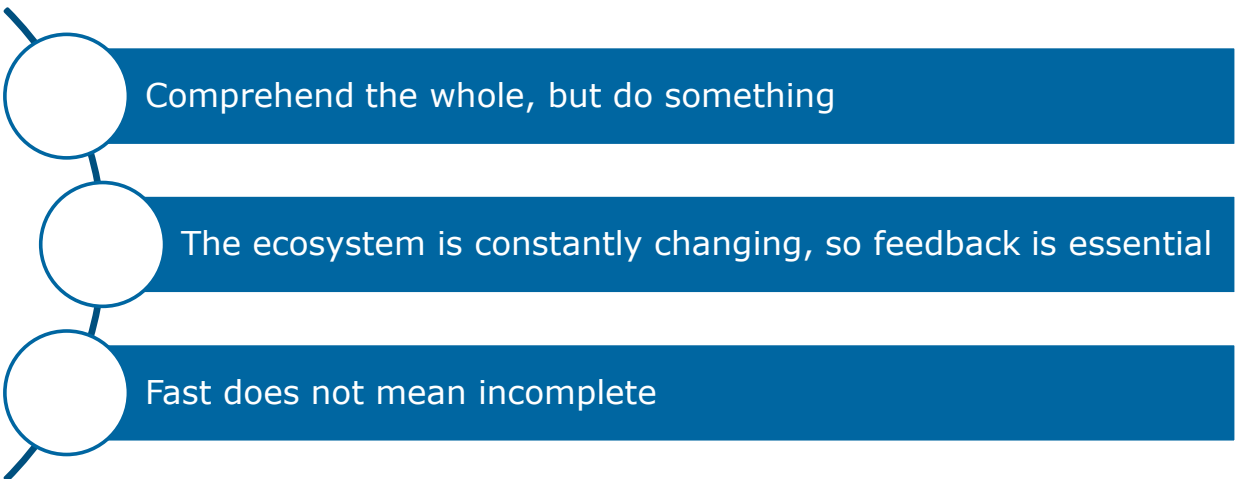 Comprehend the whole, but do something
The ecosystem is constantly changing, so feedback is essential
Fast does not mean incomplete